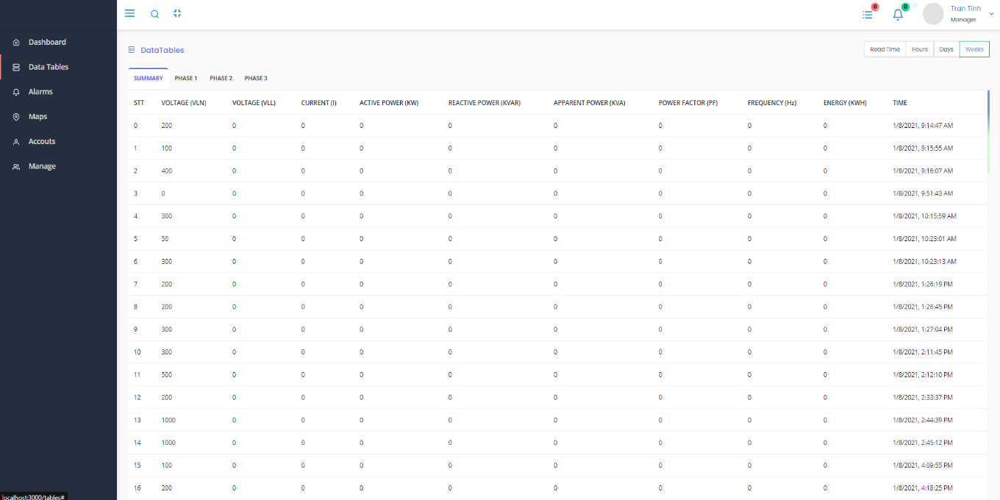 0
0
Tran Tinh
Manager
Dashboard
Data Tables
Alarms
Maps
Accouts
Manage
DataTables
Read Time Hours Days Weeks
SUMMARY PHASE 1 PHASE 2 PHASE 3
STT VOLTAGE (VLN) VOLTAGE (VLL) CURRENT (I) ACTIVE POWER (KW) REACTIVE POWER (KVAR) APPARENT POWER (KVA) POWER FACTOR (PF) FREQUENCY (Hz) ENERGY (KWH) TIME
0 200 0 0 0 0 0 0 0 0 1/8/2021, 9:14:47 AM
1 100 0 0 0 0 0 0 0 0 1/8/2021, 9:15:55 AM
2 400 0 0 0 0 0 0 0 0 1/8/2021, 9:16:07 AM
3 0 0 0 0 0 0 0 0 0 1/8/2021, 9:51:43 AM
4 300 0 0 0 0 0 0 0 0 1/8/2021, 10:15:59 AM
5 50 0 0 0 0 0 0 0 0 1/8/2021, 10:23:01 AM
6 300 0 0 0 0 0 0 0 0 1/8/2021, 10:23:13 AM
7 200 0 0 0 0 0 0 0 0 1/8/2021, 1:26:19 PM
8 200 0 0 0 0 0 0 0 0 1/8/2021, 1:26:45 PM
9 300 0 0 0 0 0 0 0 0 1/8/2021, 1:27:04 PM
10 300 0 0 0 0 0 0 0 0 1/8/2021, 2:11:45 PM
11 500 0 0 0 0 0 0 0 0 1/8/2021, 2:12:10 PM
12 200 0 0 0 0 0 0 0 0 1/8/2021, 2:33:37 PM
13 1000 0 0 0 0 0 0 0 0 1/8/2021, 2:44:39 PM
14 1000 0 0 0 0 0 0 0 0 1/8/2021, 2:45:12 PM
15 100 0 0 0 0 0 0 0 0 1/8/2021, 4:09:55 PM
16 200 0 0 0 0 0 0 0 0 1/8/2021, 4:18:25 PM
localhost:3000/tables#